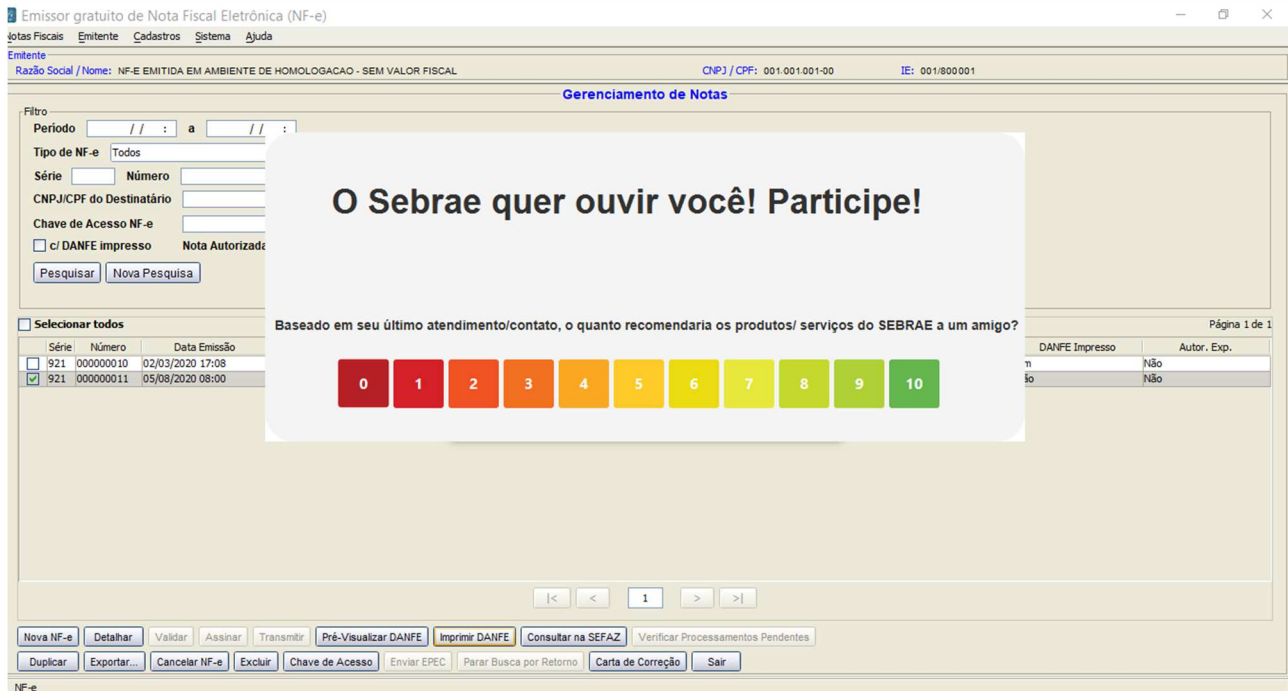 Emissor gratuito de Nota Fiscal Eletrônica (NF-e)
Notas Fiscais Emitente Cadastros Sistema Ajuda
Emitente
Razão Social / Nome: NF-E EMITIDA EM AMBIENTE DE HOMOLOGACAO - SEM VALOR FISCAL CNPJ / CPF: 001.001.001-00 IE: 001/800001
Gerenciamento de Notas
Filtro
Período / / : a / / :
Tipo de NF-e Todos
Série Número
CNPJ/CPF do Destinatário
Chave de Acesso NF-e
c/ DANFE impresso Nota Autorizada
Pesquisar Nova Pesquisa
O Sebrae quer ouvir você! Participe!
Baseado em seu último atendimento/contato, o quanto recomendaria os produtos/ serviços do SEBRAE a um amigo?
0 1 2 3 4 5 6 7 8 9 10
Selecionar todos Página 1 de 1
Série Número Data Emissão DANFE Impresso Autor. Exp.
921 000000010 02/03/2020 17:08 Não
921 000000011 05/08/2020 08:00 Não
|< < 1 > >|
Nova NF-e Detalhar Validar Assinar Transmitir Pré-Visualizar DANFE Imprimir DANFE Consultar na SEFAZ Verificar Processamentos Pendentes
Duplicar Exportar... Cancelar NF-e Excluir Chave de Acesso Enviar EPEC Parar Busca por Retorno Carta de Correção Sair
NF-e